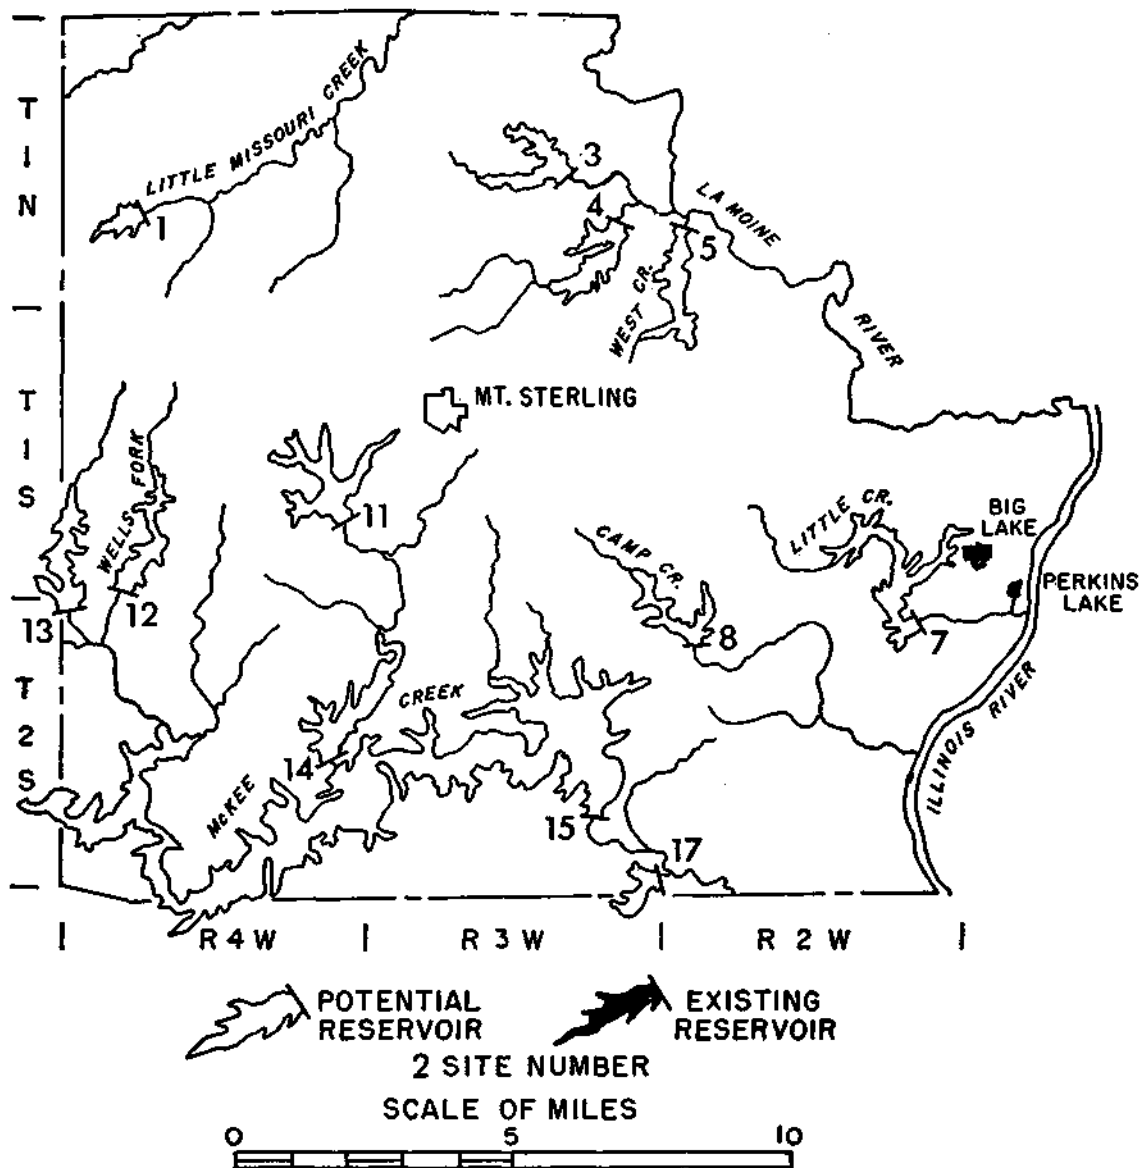 T
1
N
T
1
S
T
2
S
LITTLE MISSOURI CREEK
1
3
4
5
LA MOINE
RIVER
WEST CR.
MT. STERLING
WELLS FORK
11
12
13
CAMP CR.
8
LITTLE CR.
BIG
LAKE
PERKINS
LAKE
7
CREEK
McKEE
14
15
17
ILLINOIS RIVER
R 4 W
R 3 W
R 2 W
POTENTIAL
RESERVOIR
EXISTING
RESERVOIR
2 SITE NUMBER
SCALE OF MILES
0 5 10